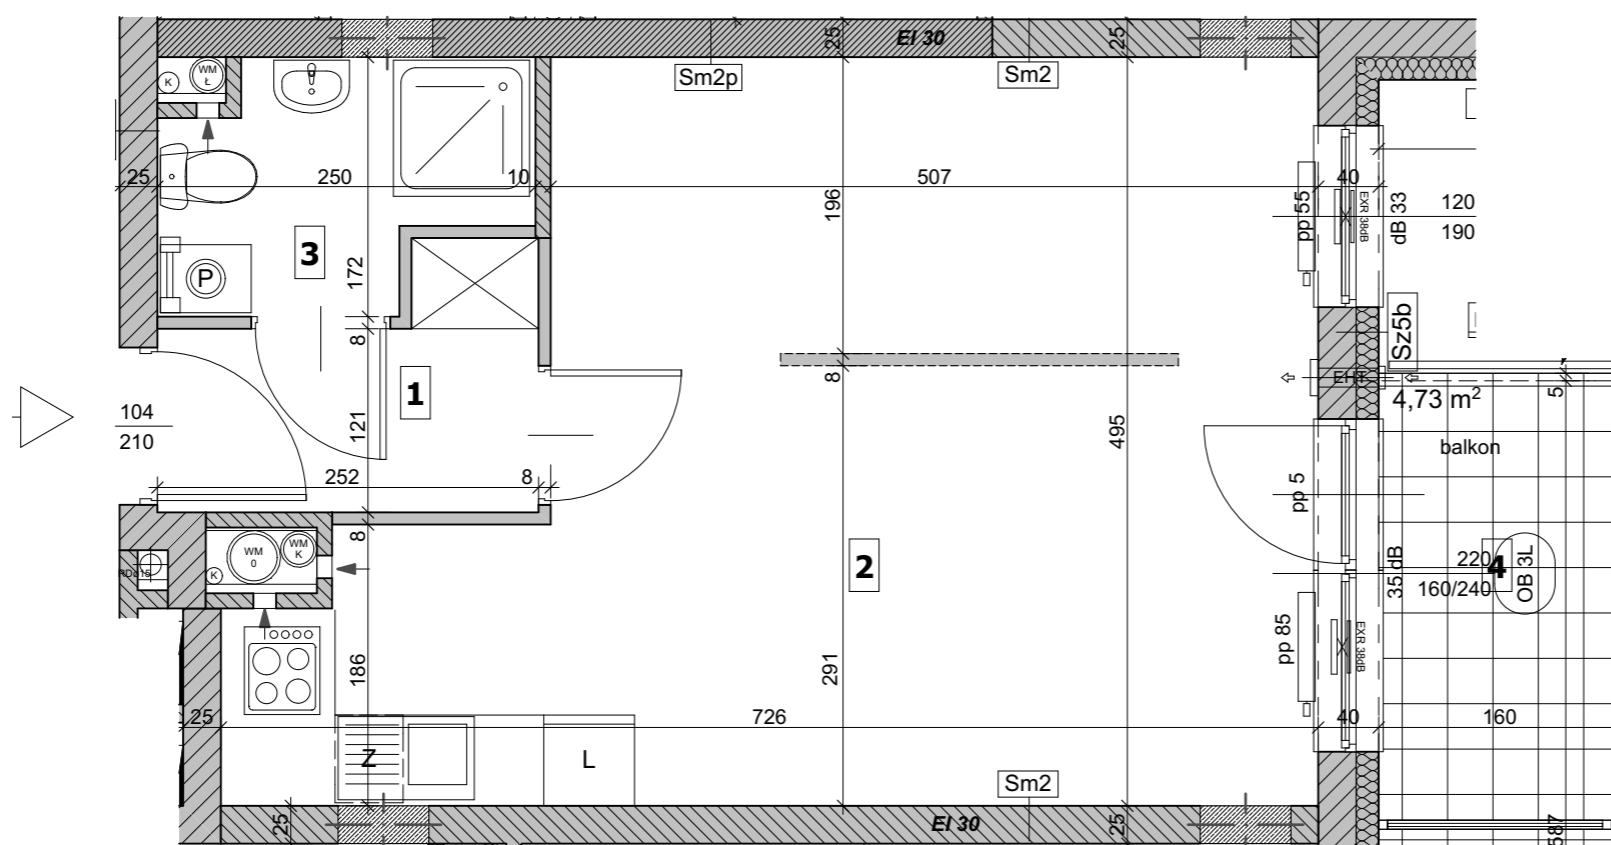 25
EI 30
25
K
WM
Ł
Sm2p
Sm2
25
250
10
507
40
196
pp 55
EXR 38dB
dB 33
120
190
3
P
172
8
1
Sz5b
8
EHT
4,73 m²
5
104
210
121
495
balkon
252
8
pp 5
8
WM
0
WM
K
K
2
35 dB
220
160/240
4
OB 3L
186
291
pp 85
EXR 38dB
25
726
40
160
Z
L
Sm2
25
EI 30
25
587